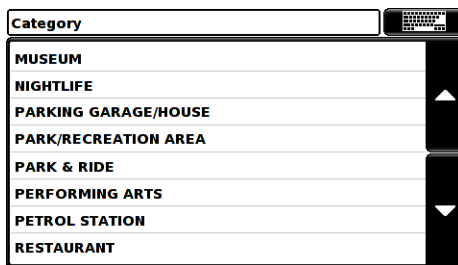 Category
MUSEUM
NIGHTLIFE
PARKING GARAGE/HOUSE
PARK/RECREATION AREA
PARK & RIDE
PERFORMING ARTS
PETROL STATION
RESTAURANT